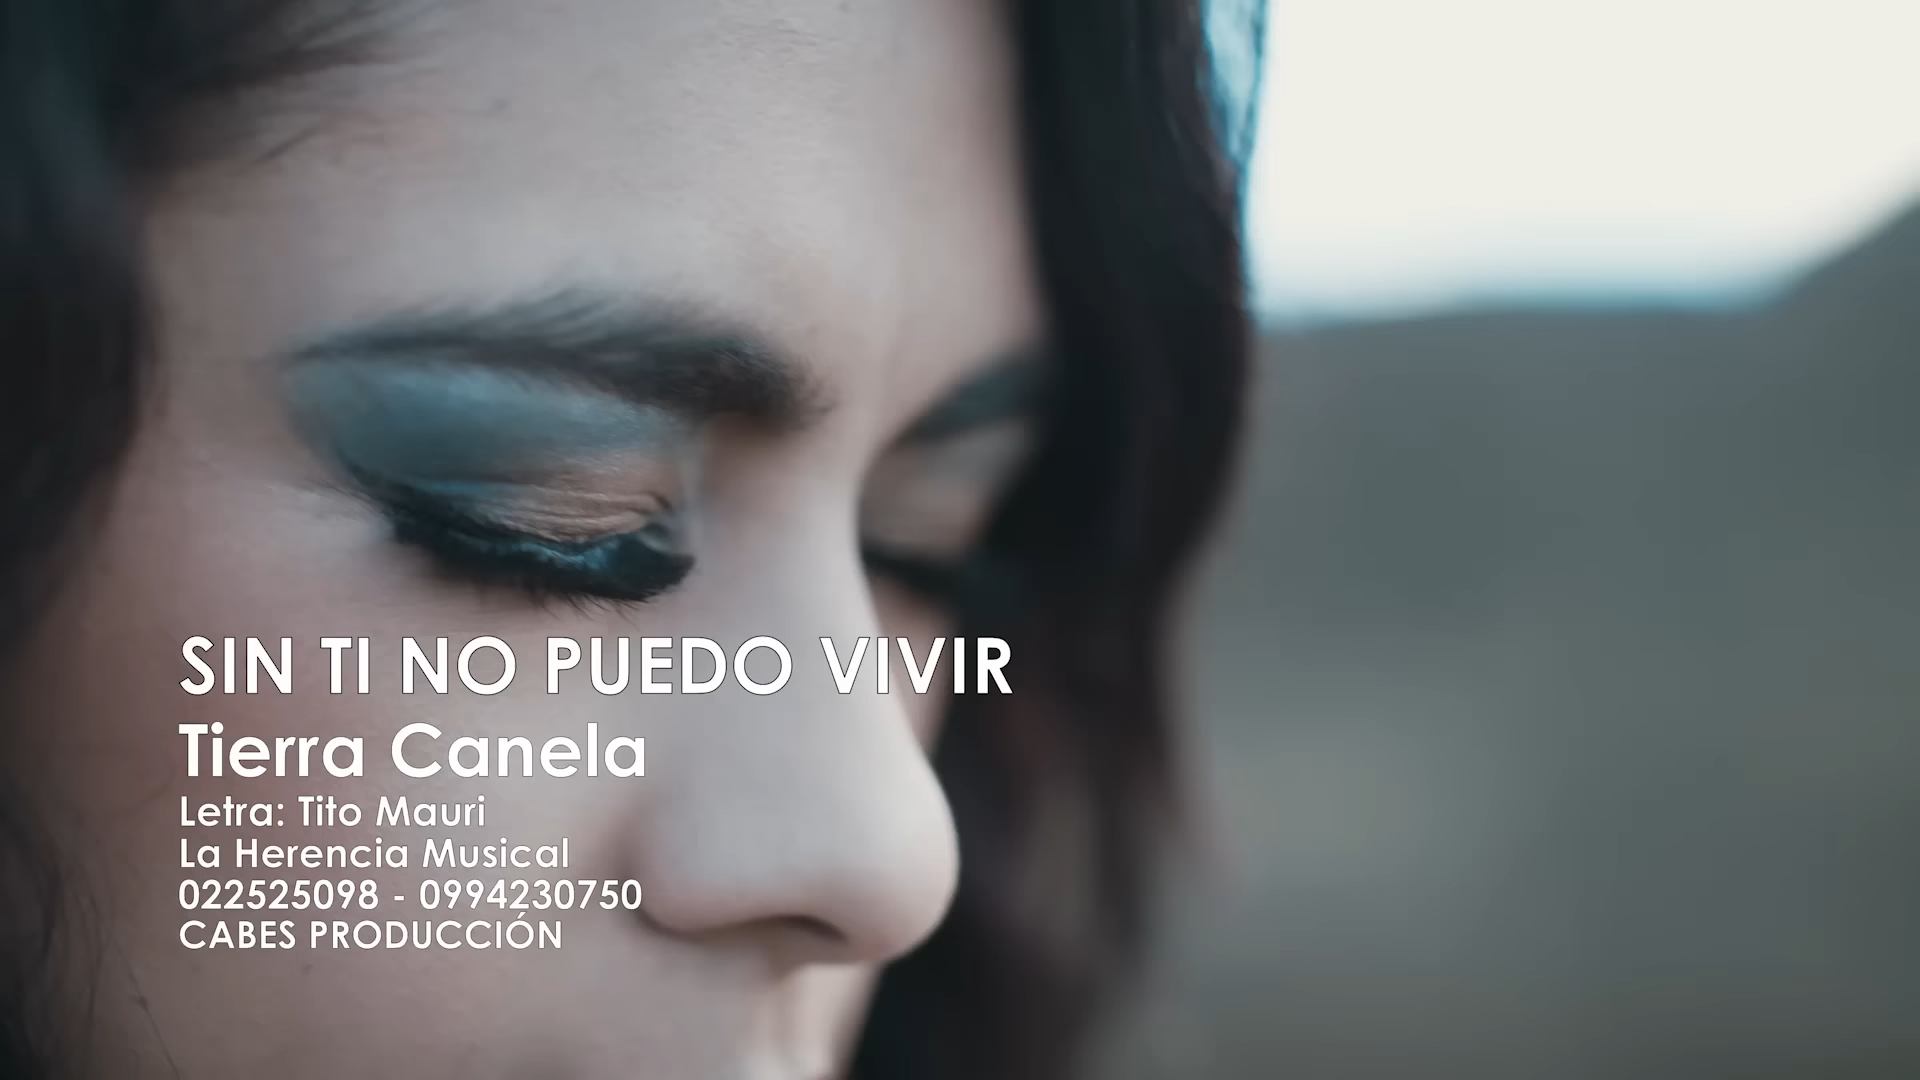 SIN TI NO PUEDO VIVIR
Tierra Canela
Letra: Tito Mauri
La Herencia Musical
022525098 - 0994230750
CABES PRODUCCIÓN